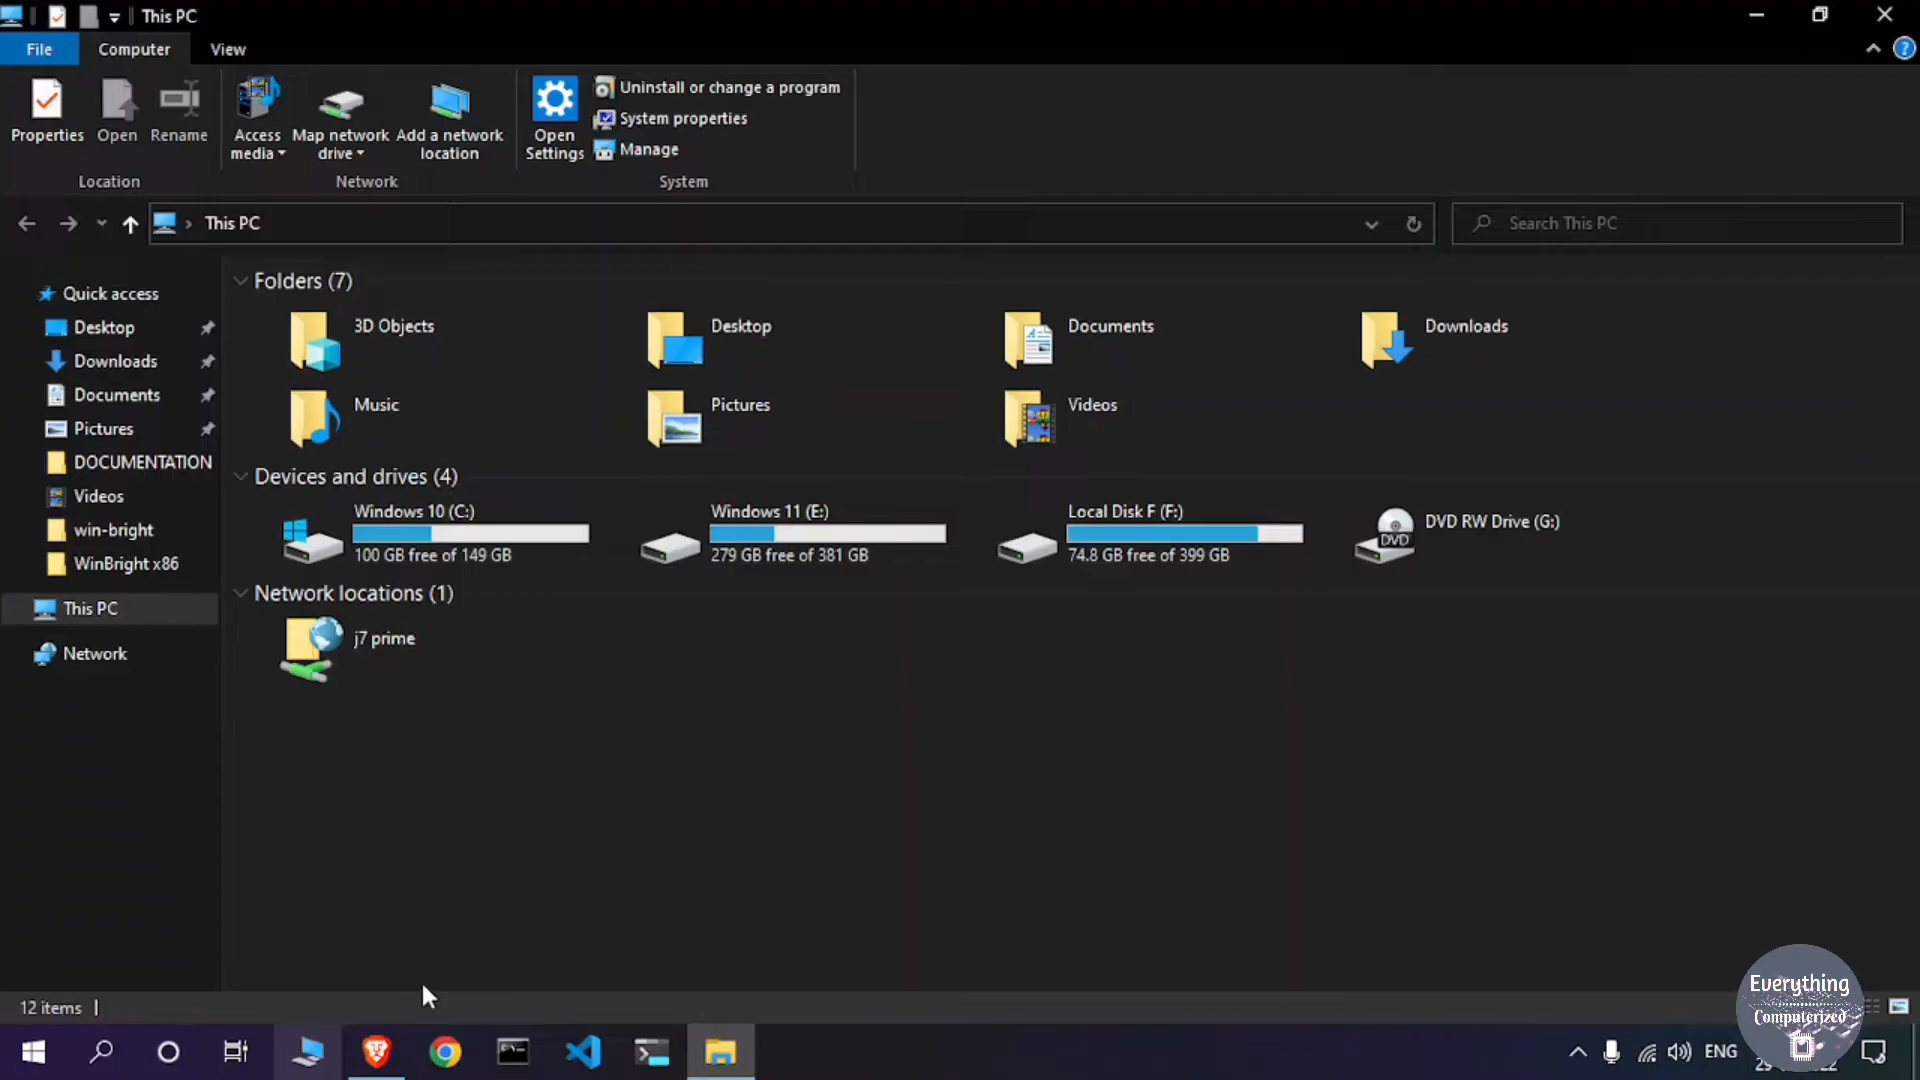 This PC
File
Computer
View
Properties
Open
Rename
Access media
Map network drive
Add a network location
Open Settings
Uninstall or change a program
System properties
Manage
Location
Network
System
This PC
Search This PC
Quick access
Desktop
Downloads
Documents
Pictures
DOCUMENTATION
Videos
win-bright
WinBright x86
This PC
Network
Folders (7)
3D Objects
Desktop
Documents
Downloads
Music
Pictures
Videos
Devices and drives (4)
Windows 10 (C:)
100 GB free of 149 GB
Windows 11 (E:)
279 GB free of 381 GB
Local Disk F (F:)
74.8 GB free of 399 GB
DVD
DVD RW Drive (G:)
Network locations (1)
j7 prime
12 items
Everything
Computerized
ENG